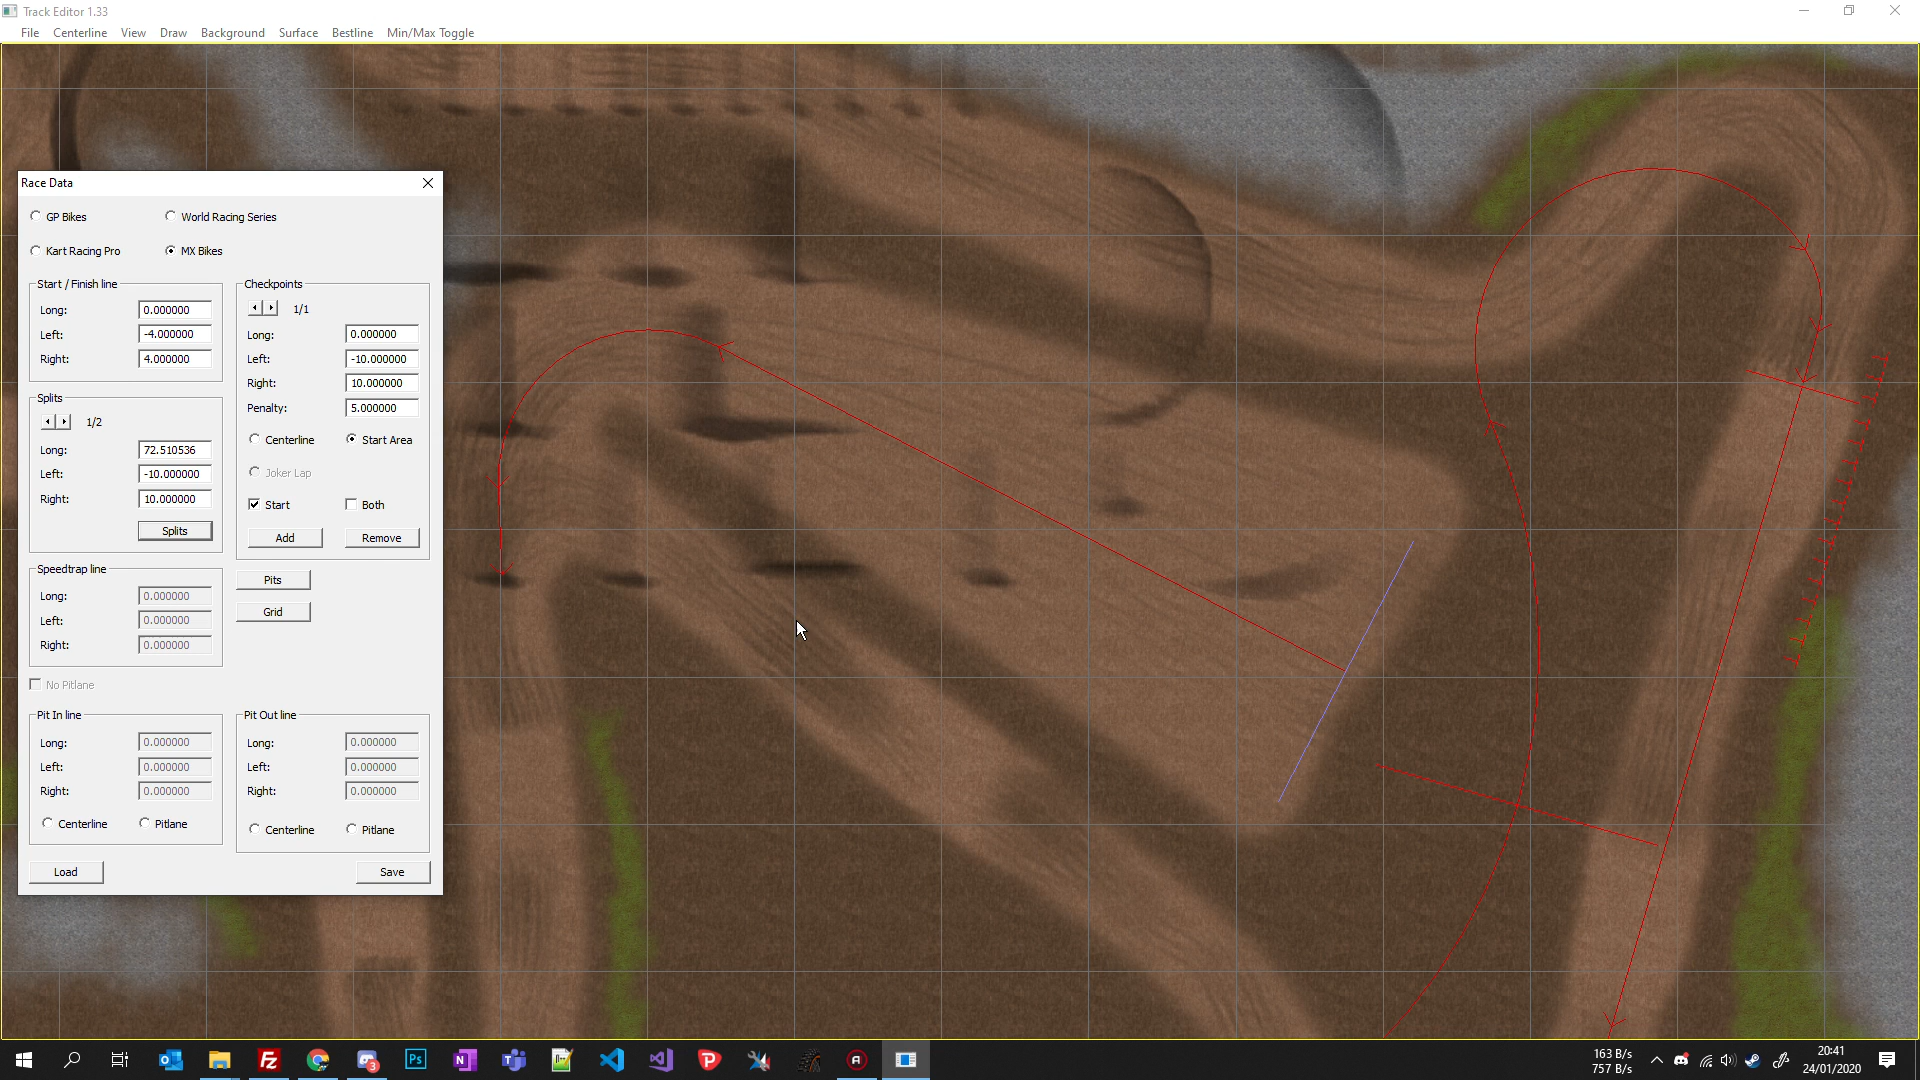 Track Editor 1.33
File Centerline View Draw Background Surface Bestline Min/Max Toggle
Race Data
GP Bikes World Racing Series
Kart Racing Pro MX Bikes
Start / Finish line
Long: 0.000000
Left: -4.000000
Right: 4.000000
Splits
1/2
Long: 72.510536
Left: -10.000000
Right: 10.000000
Splits
Speedtrap line
Long: 0.000000
Left: 0.000000
Right: 0.000000
Checkpoints
1/1
Long: 0.000000
Left: -10.000000
Right: 10.000000
Penalty: 5.000000
Centerline Start Area
Joker Lap
Start Both
Add Remove
Pits
Grid
No Pitlane
Pit In line
Long: 0.000000
Left: 0.000000
Right: 0.000000
Centerline Pitlane
Pit Out line
Long: 0.000000
Left: 0.000000
Right: 0.000000
Centerline Pitlane
Load Save
163 B/s
757 B/s
20:41
24/01/2020